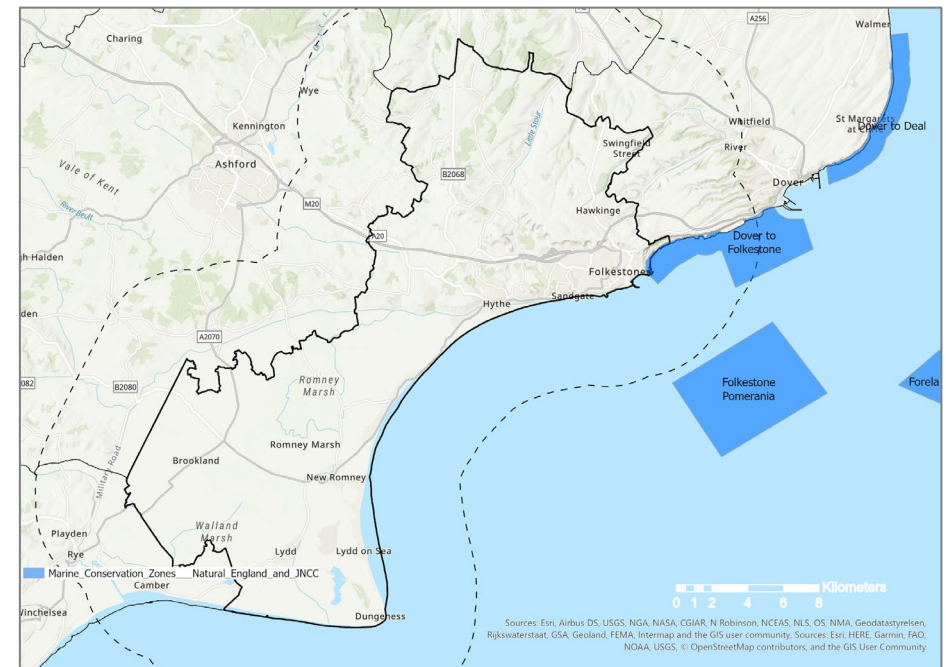 A256
Walmer
Charing
Wye
Whitfield
St Margarets
at Cliffe
Dover to Deal
Kennington
Little Stour
River
Swingfield
Street
Ashford
Vale of Kent
B2068
Dover
River Beult
M20
Hawkinge
A20
Dover to
Folkestone
gh Halden
Folkestone
Sandgate
Hythe
den
A2070
082
B2080
Romney
Marsh
Folkestone
Pomerania
Forela
Military Road
Romney Marsh
Brookland
New Romney
Walland
Marsh
Playden
Rye
Lydd
Lydd on Sea
Marine_Conservation_Zones___Natural_England_and_JNCC
Camber
Winchelsea
Dungeness
Kilometers
0 1 2 4 6 8
Sources: Esri, Airbus DS, USGS, NGA, NASA, CGIAR, N Robinson, NCEAS, NLS, OS, NMA, Geodatastyrelsen,
Rijkswaterstaat, GSA, Geoland, FEMA, Intermap and the GIS user community, Sources: Esri, HERE, Garmin, FAO,
NOAA, USGS, © OpenStreetMap contributors, and the GIS User Community